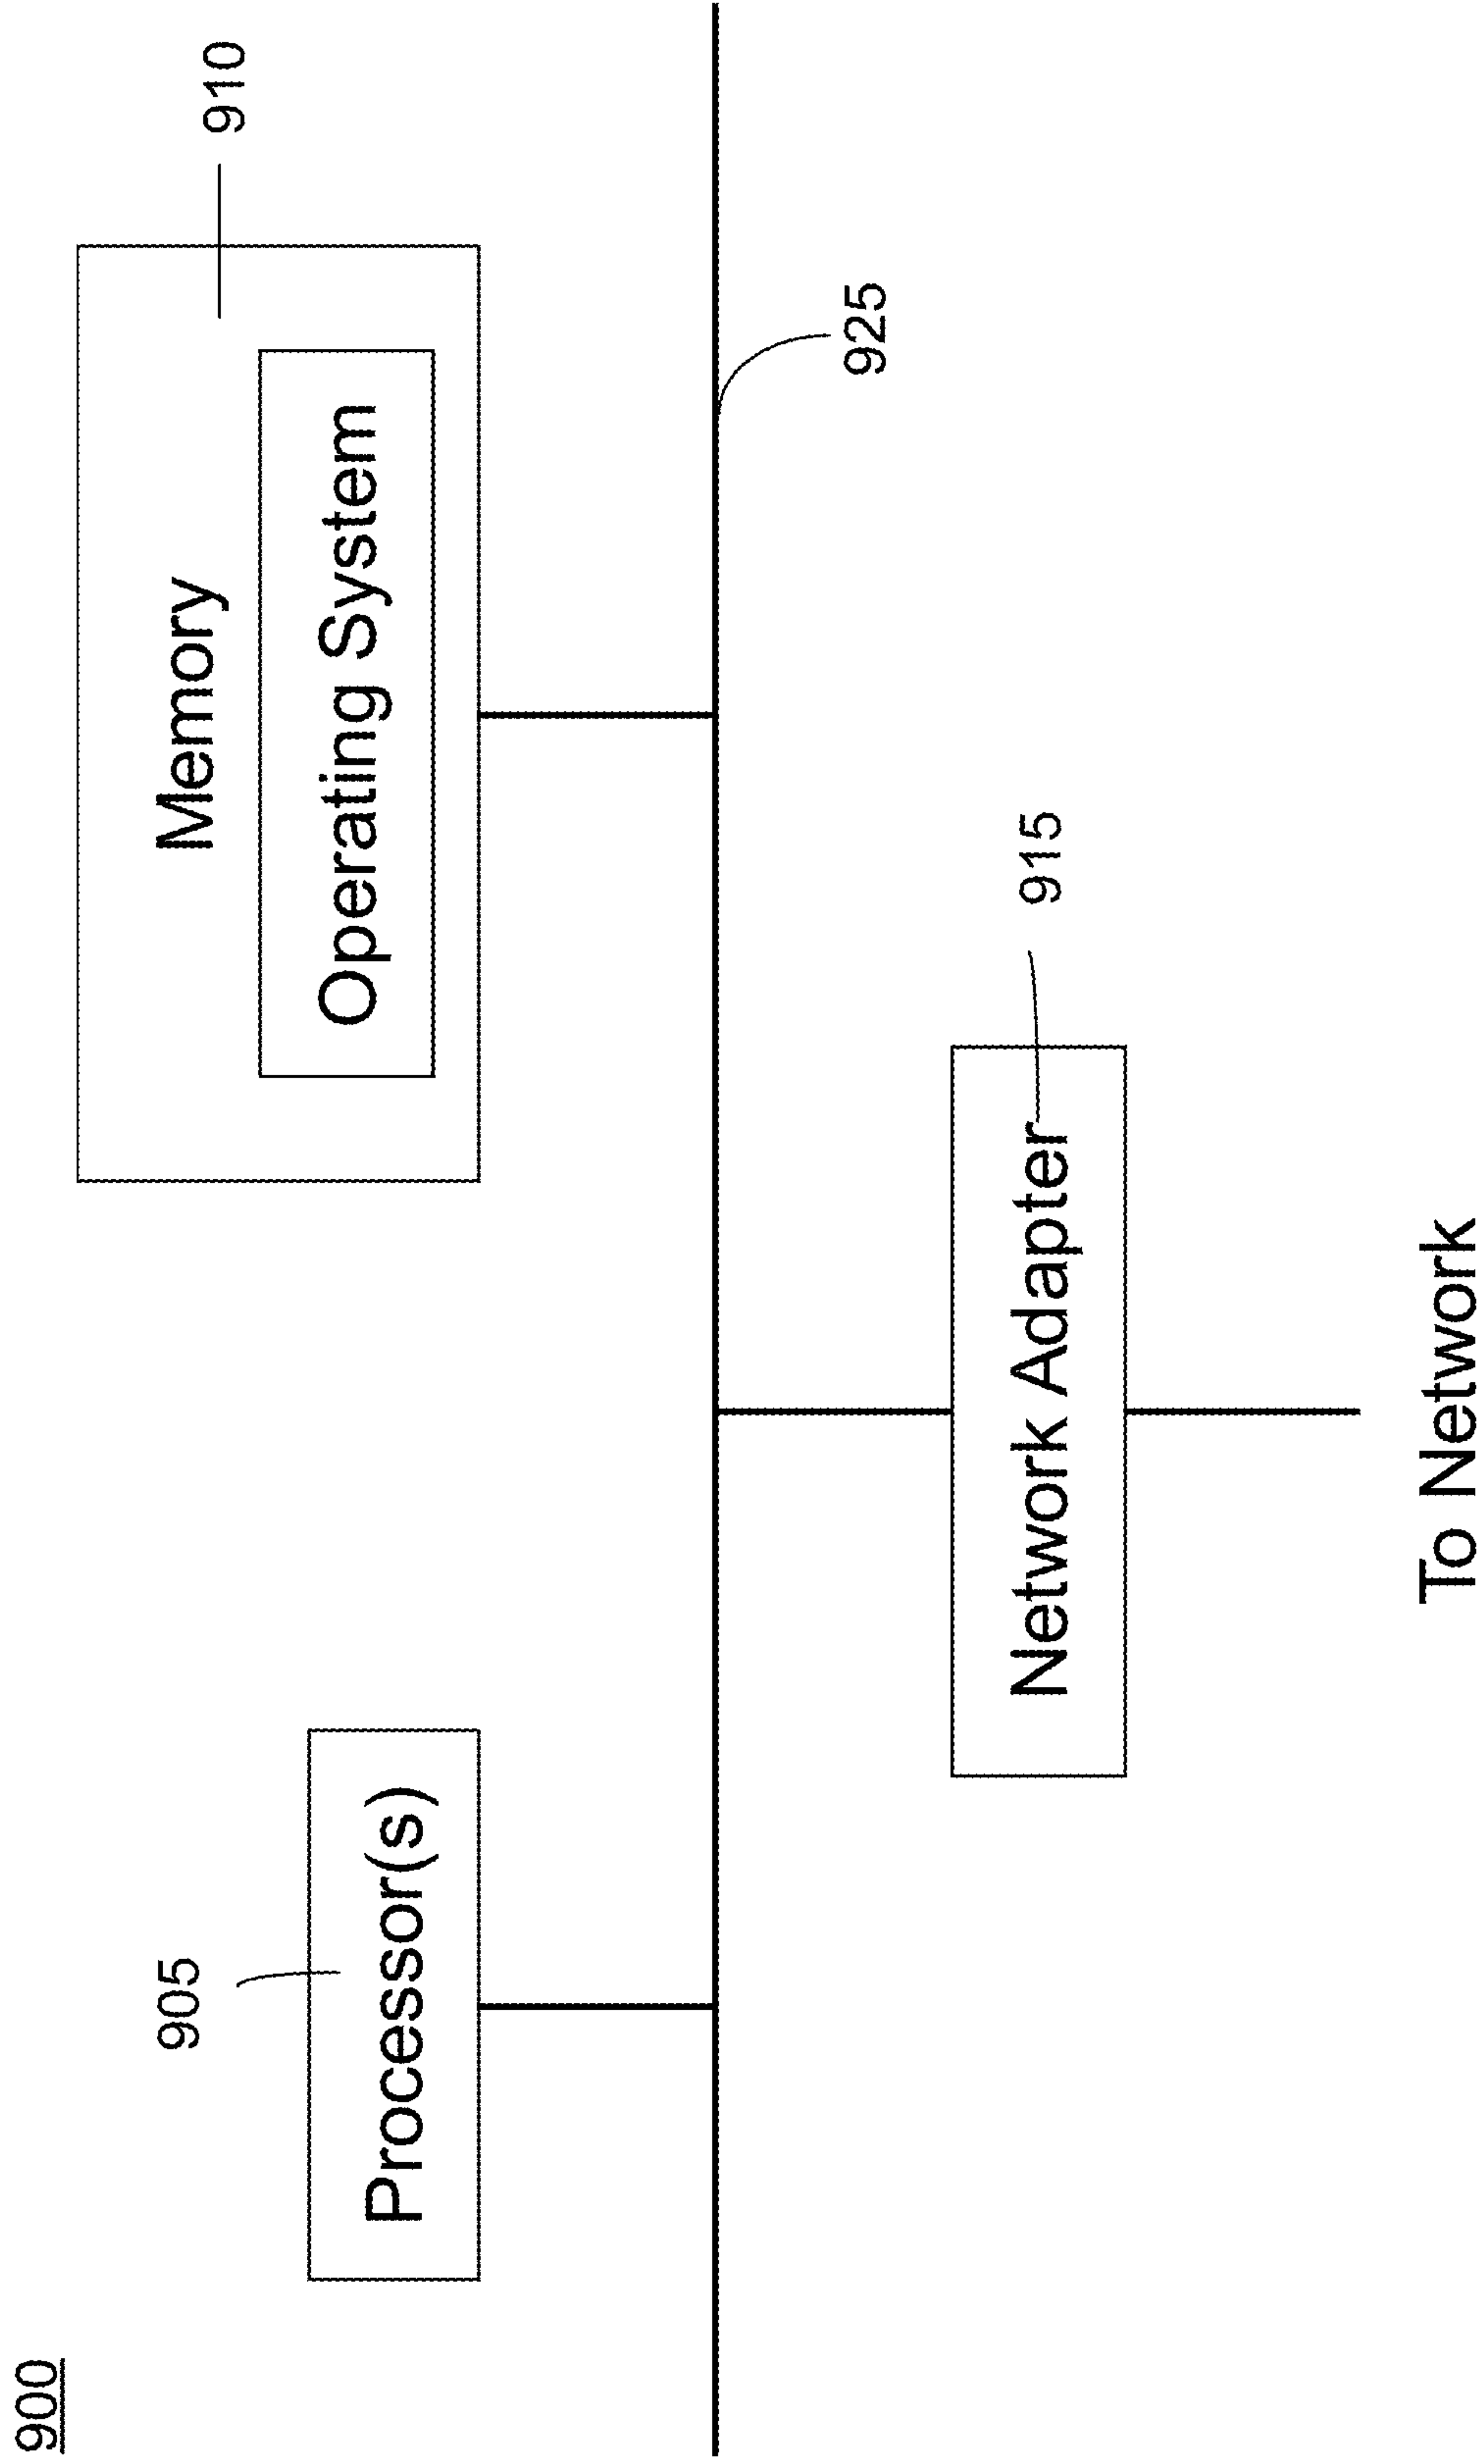 900
905
Processor(s)
Memory
910
Operating System
925
Network Adapter
915
To Network